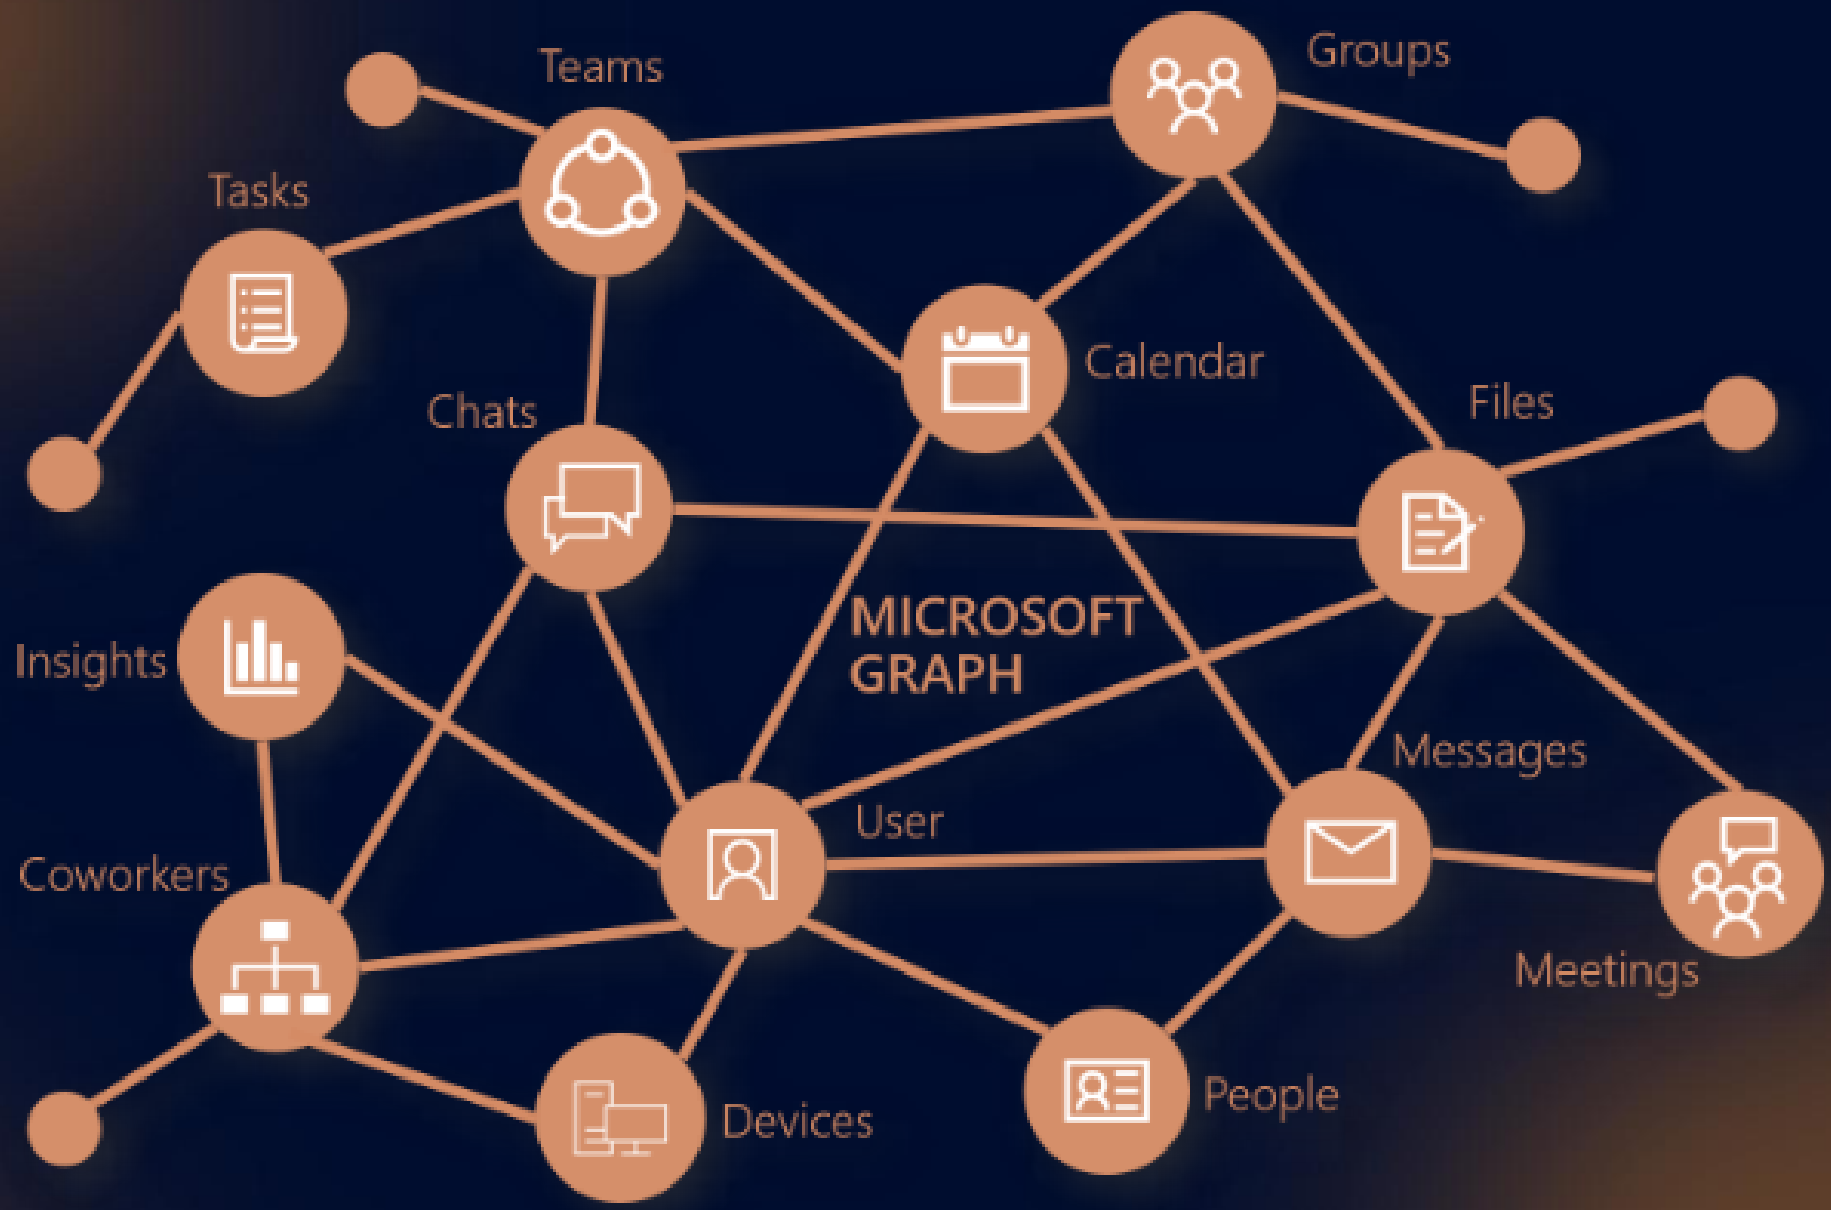 Groups
Teams
Tasks
Calendar
Chats
Files
MICROSOFT
GRAPH
Insights
Messages
User
Coworkers
Meetings
People
Devices